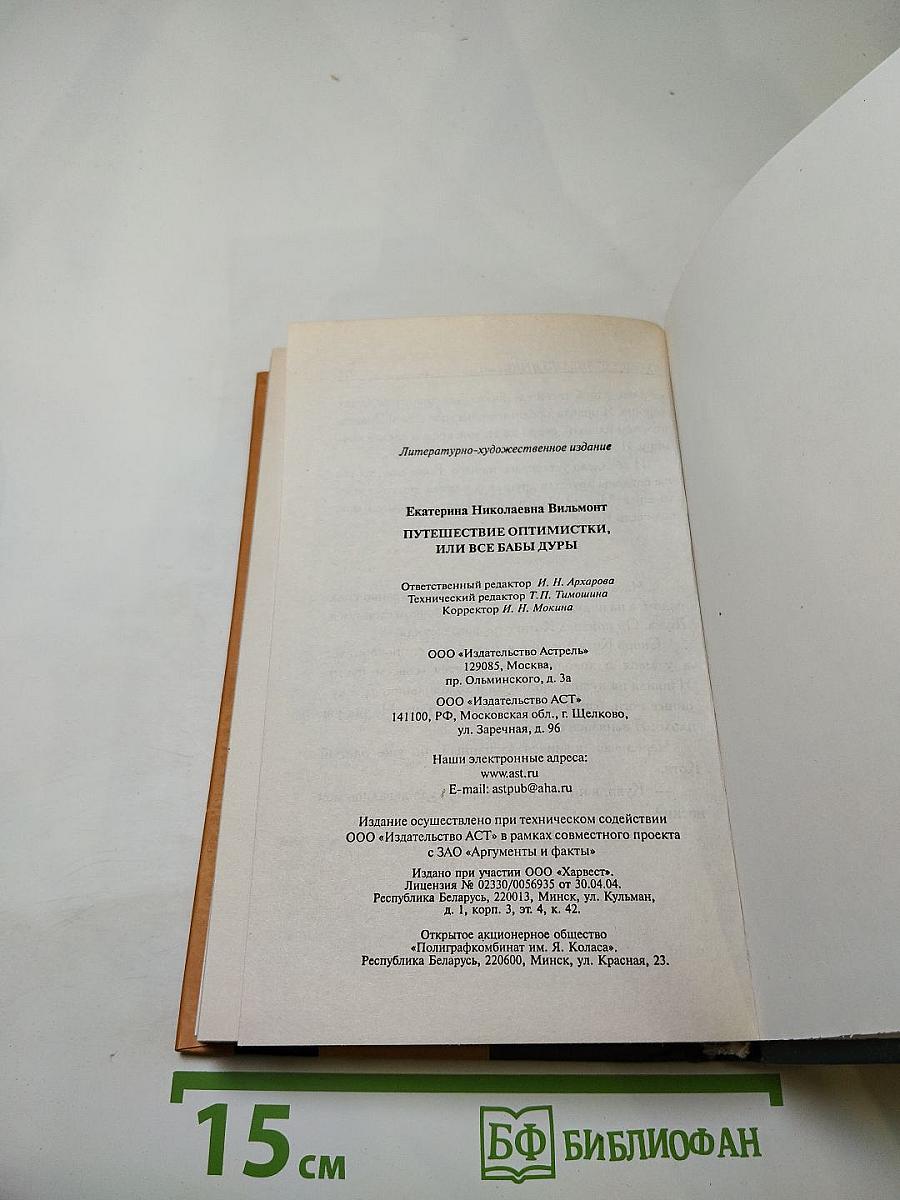 Литературно-художественное издание
Екатерина Николаевна Вильмонт
ПУТЕШЕСТВИЕ ОПТИМИСТКИ,
ИЛИ ВСЕ БАБЫ ДУРЫ
Ответственный редактор И. Н. Архарова
Технический редактор Т.П. Тимошина
Корректор И. Н. Мокина
ООО «Издательство Астрель»
129085, Москва,
пр. Ольминского, д. 3а
ООО «Издательство АСТ»
141100, РФ, Московская обл., г. Щелково,
ул. Заречная, д. 96
Наши электронные адреса:
www.ast.ru
E-mail: astpub@aha.ru
Издание осуществлено при техническом содействии
ООО «Издательство АСТ» в рамках совместного проекта
с ЗАО «Аргументы и факты»
Издано при участии ООО «Харвест».
Лицензия № 02330/0056935 от 30.04.04.
Республика Беларусь, 220013, Минск, ул. Кульман,
д. 1, корп. 3, эт. 4, к. 42.
Открытое акционерное общество
«Полиграфкомбинат им. Я. Коласа».
Республика Беларусь, 220600, Минск, ул. Красная, 23.
15 см
БФ БИБЛИОФАН